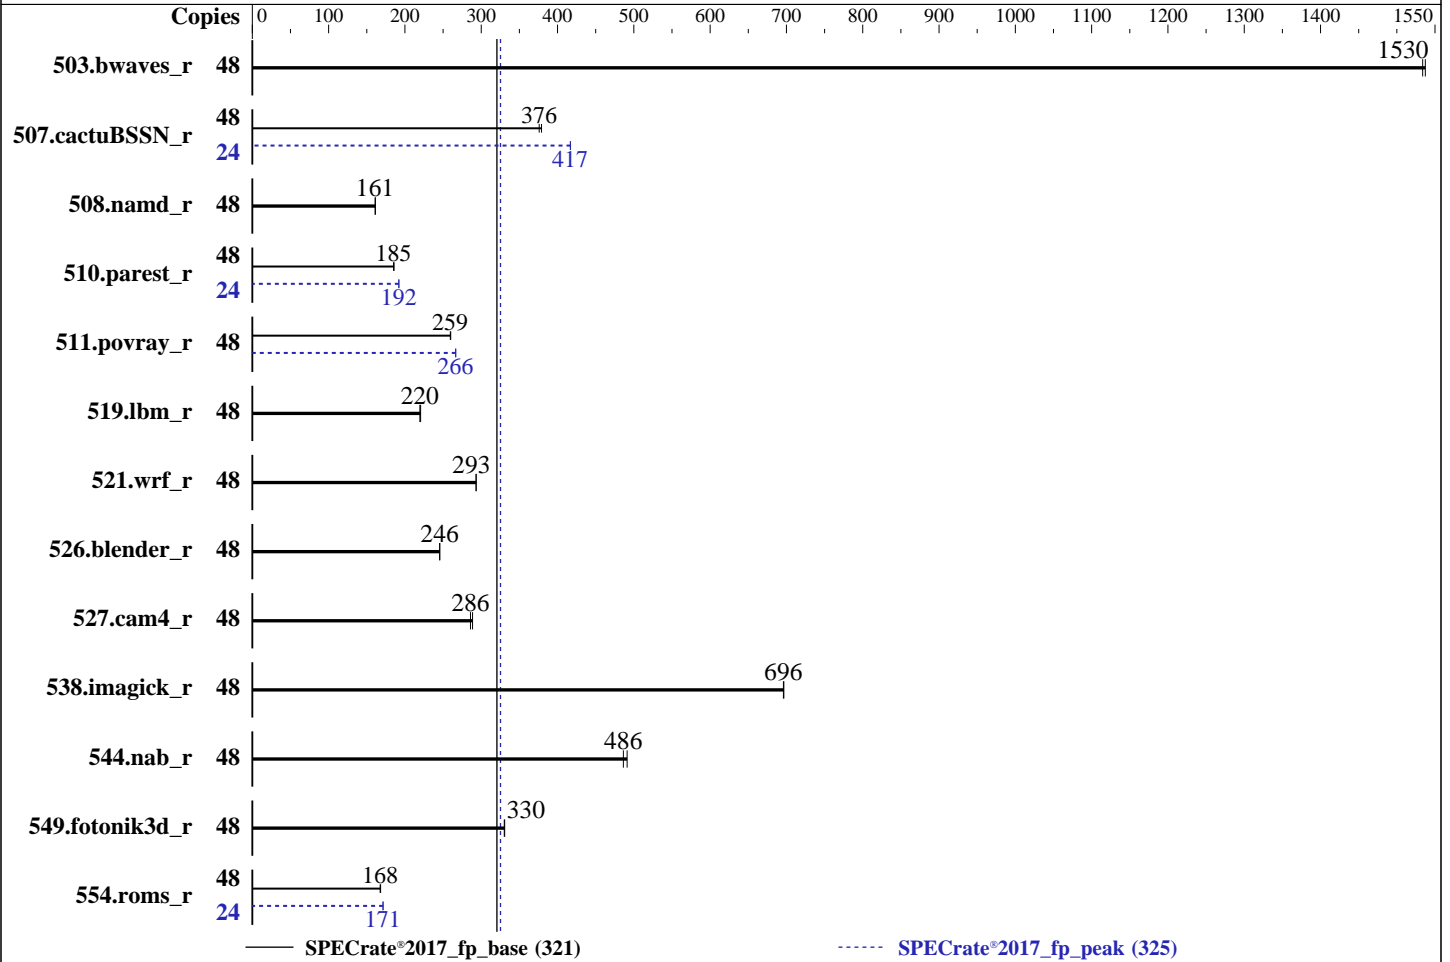 Copies 0 100 200 300 400 500 600 700 800 900 1000 1100 1200 1300 1400 1550
503.bwaves_r 48 1530
507.cactuBSSN_r 48 376
24 417
508.namd_r 48 161
510.parest_r 48 185
24 192
511.povray_r 48 259
266
519.lbm_r 48 220
521.wrf_r 48 293
526.blender_r 48 246
527.cam4_r 48 286
538.imagick_r 48 696
544.nab_r 48 486
549.fotonik3d_r 48 330
554.roms_r 48 168
24 171
SPECrate®2017_fp_base (321) SPECrate®2017_fp_peak (325)